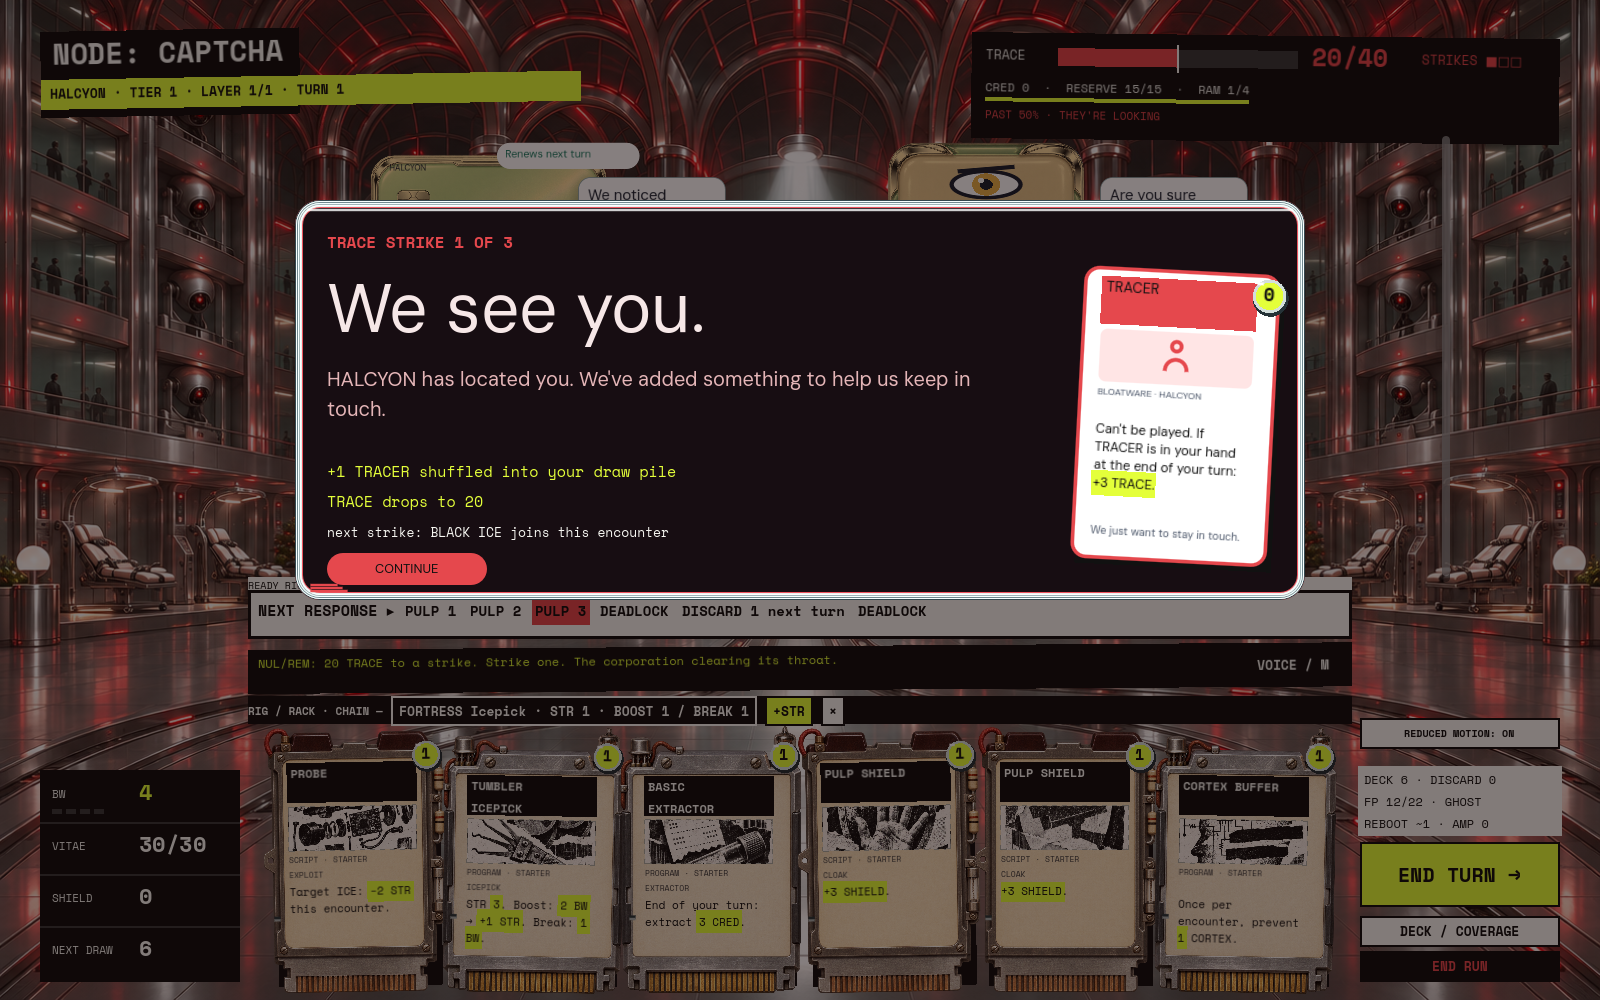 NODE: CAPTCHA
HALCYON · TIER 1 · LAYER 1/1 · TURN 1
TRACE 20/40 STRIKES
CRED 0 · RESERVE 15/15 · RAM 1/4
PAST 50% · THEY'RE LOOKING
HALCYON
Renews next turn
We noticed
Are you sure
TRACE STRIKE 1 OF 3
We see you.
HALCYON has located you. We've added something to help us keep in
touch.
+1 TRACER shuffled into your draw pile
TRACE drops to 20
next strike: BLACK ICE joins this encounter
CONTINUE
TRACER
0
BLOATWARE · HALCYON
Can't be played. If
TRACER is in your hand
at the end of your turn:
+3 TRACE.
We just want to stay in touch.
NEXT RESPONSE ▸ PULP 1 PULP 2 PULP 3 DEADLOCK DISCARD 1 next turn DEADLOCK
NUL/REM: 20 TRACE to a strike. Strike one. The corporation clearing its throat.
VOICE / M
RIG / RACK · CHAIN — FORTRESS Icepick · STR 1 · BOOST 1 / BREAK 1 +STR ×
PROBE
1
SCRIPT · STARTER
EXPLOIT
Target ICE: -2 STR
this encounter.
TUMBLER
ICEPICK
1
PROGRAM · STARTER
ICEPICK
STR 3. Boost: 2 BW
→ +1 STR. Break: 1
BW.
BASIC
EXTRACTOR
1
PROGRAM · STARTER
EXTRACTOR
End of your turn:
extract 3 CRED.
PULP SHIELD
1
SCRIPT · STARTER
CLOAK
+3 SHIELD.
PULP SHIELD
1
SCRIPT · STARTER
CLOAK
+3 SHIELD.
CORTEX BUFFER
1
PROGRAM · STARTER
Once per
encounter, prevent
1 CORTEX.
BW 4
VITAE 30/30
SHIELD 0
NEXT DRAW 6
REDUCED MOTION: ON
DECK 6 · DISCARD 0
FP 12/22 · GHOST
REBOOT ~1 · AMP 0
END TURN →
DECK / COVERAGE
END RUN